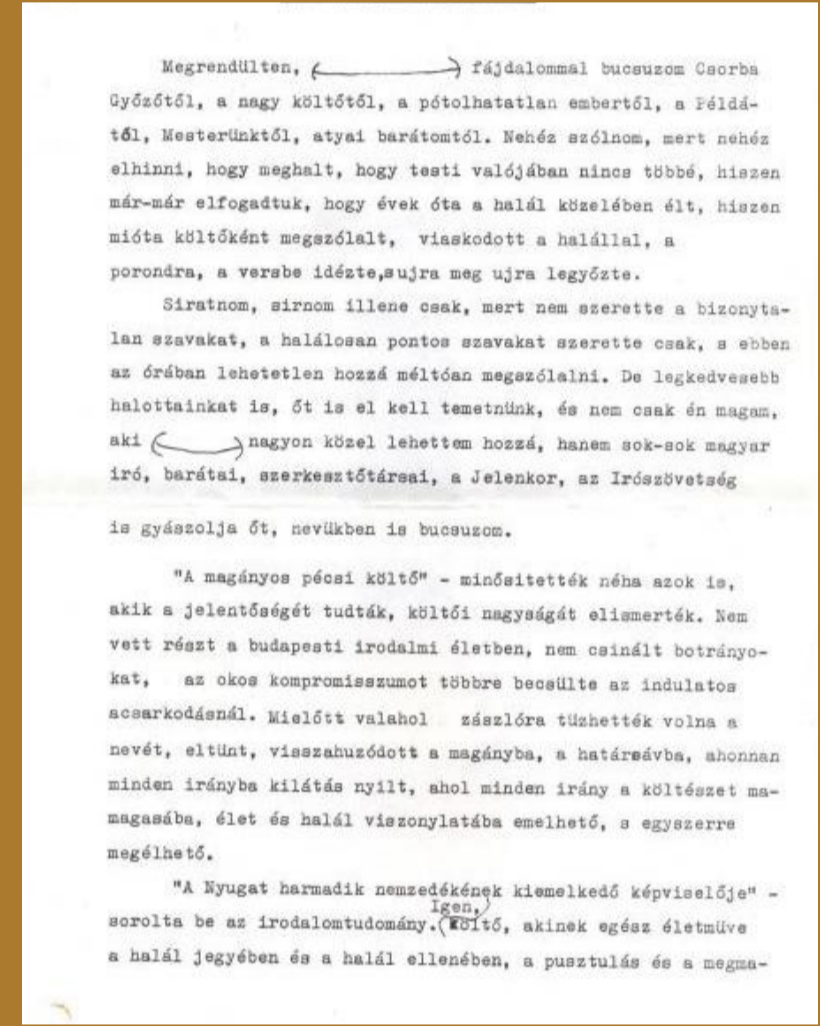 Megrendülten, fájdalommal bucsuzom Csorba
Győzőtől, a nagy költőtől, a pótolhatatlan embertől, a Példá-
tól, Mesterünktől, atyai barátomtól. Nehéz szólnom, mert nehéz
elhinni, hogy meghalt, hogy testi valójában nincs többé, hiszen
már-már elfogadtuk, hogy évek óta a halál közelében élt, hiszen
mióta költőként megszólalt, viaskodott a halállal, a
porondra, a versbe idézte,sujra meg ujra legyőzte.
Siratnom, sirnom illene csak, mert nem szerette a bizonyta-
lan szavakat, a halálosan pontos szavakat szerette csak, s ebben
az órában lehetetlen hozzá méltóan megszólalni. De legkedvesebb
halottainkat is, őt is el kell temetnünk, és nem csak én magam,
aki nagyon közel lehettem hozzá, hanem sok-sok magyar
iró, barátai, szerkesztőtársai, a Jelenkor, az Irószövetség
is gyászolja őt, nevükben is bucsuzom.
"A magányos pécsi költő" - minősitették néha azok is,
akik a jelentőségét tudták, költői nagyságát elismerték. Nem
vett részt a budapesti irodalmi életben, nem csinált botrányo-
kat, az okos kompromisszumot többre becsülte az indulatos
acsarkodásnál. Mielőtt valahol zászlóra tüzhették volna a
nevét, eltünt, visszahuzódott a magányba, a határsávba, ahonnan
minden irányba kilátás nyilt, ahol minden irány a költészet ma-
magasába, élet és halál viszonylatába emelhető, s egyszerre
megélhető.
"A Nyugat harmadik nemzedékének kiemelkedő képviselője" -
Igen,
sorolta be az irodalomtudomány. Költő, akinek egész életmüve
a halál jegyében és a halál ellenében, a pusztulás és a megma-